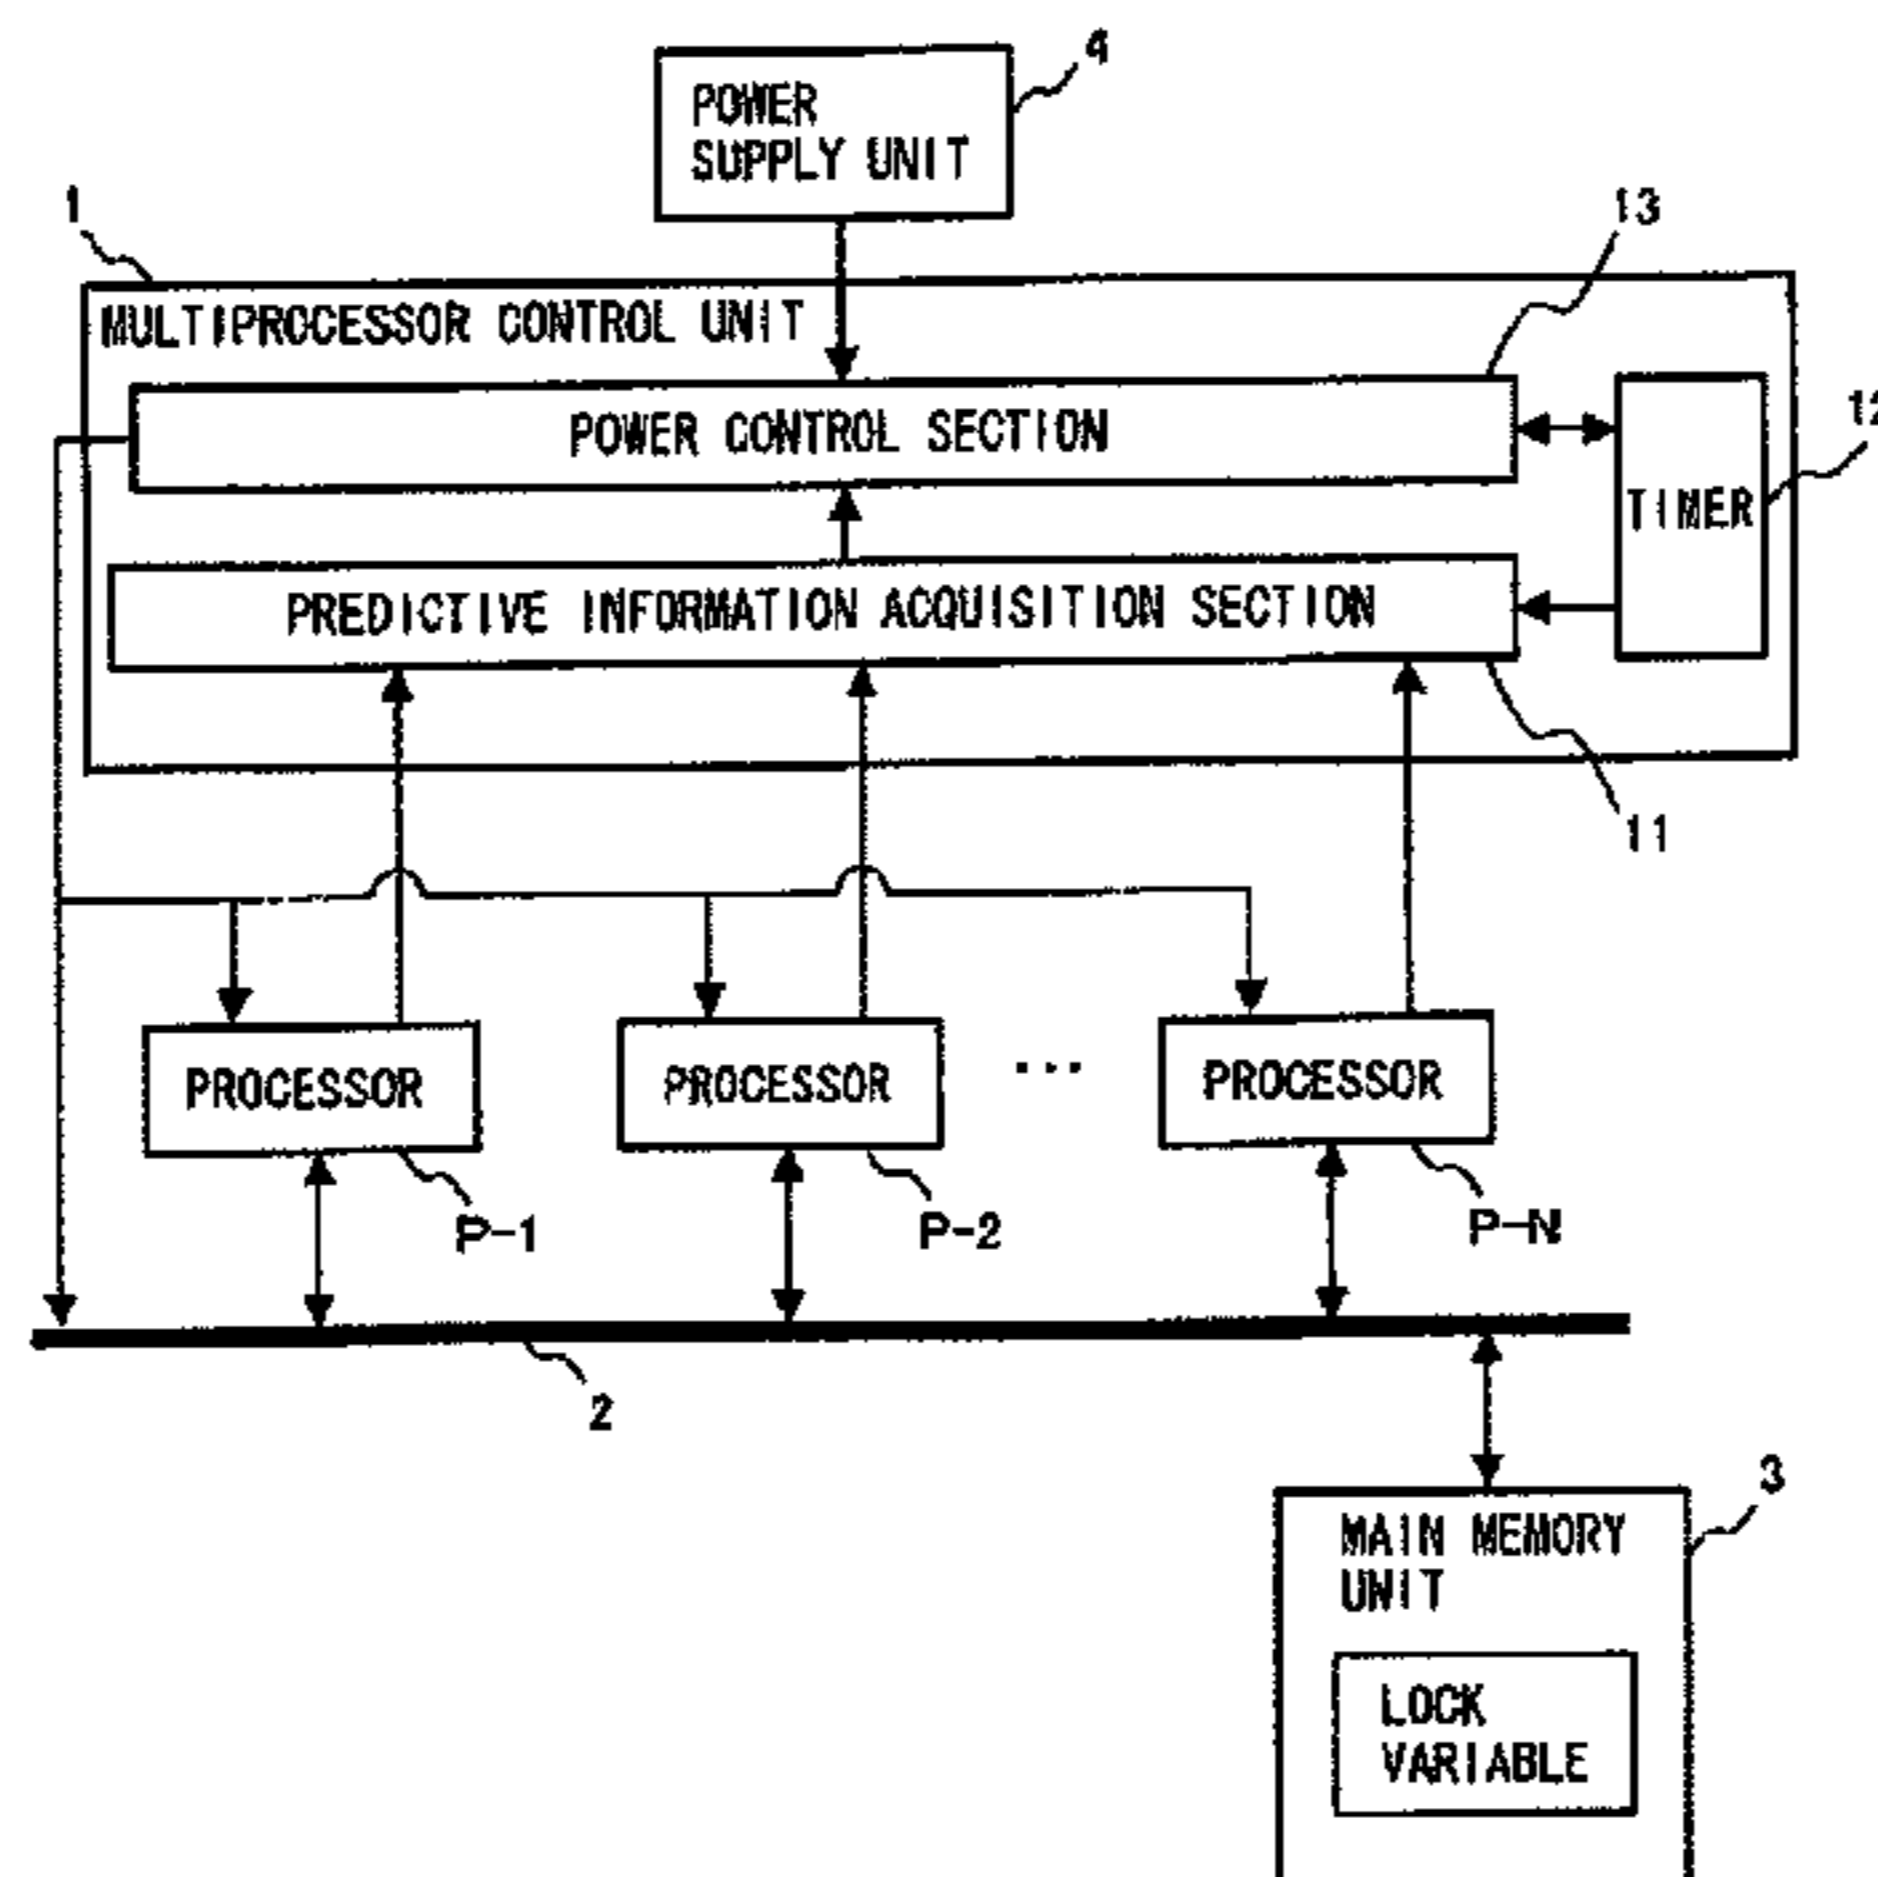 4
POWER
SUPPLY UNIT
1
13
MULTIPROCESSOR CONTROL UNIT
POWER CONTROL SECTION
12
TIMER
PREDICTIVE INFORMATION ACQUISITION SECTION
11
PROCESSOR
PROCESSOR
...
PROCESSOR
P-1
P-2
P-N
2
3
MAIN MEMORY
UNIT
LOCK
VARIABLE